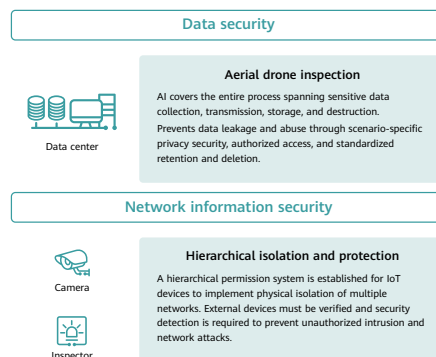 Data security
Aerial drone inspection
AI covers the entire process spanning sensitive data
collection, transmission, storage, and destruction.
Prevents data leakage and abuse through scenario-specific
privacy security, authorized access, and standardized
retention and deletion.
Data center
Network information security
Hierarchical isolation and protection
Camera
A hierarchical permission system is established for IoT
devices to implement physical isolation of multiple
networks. External devices must be verified and security
detection is required to prevent unauthorized intrusion and
network attacks.
Inspector